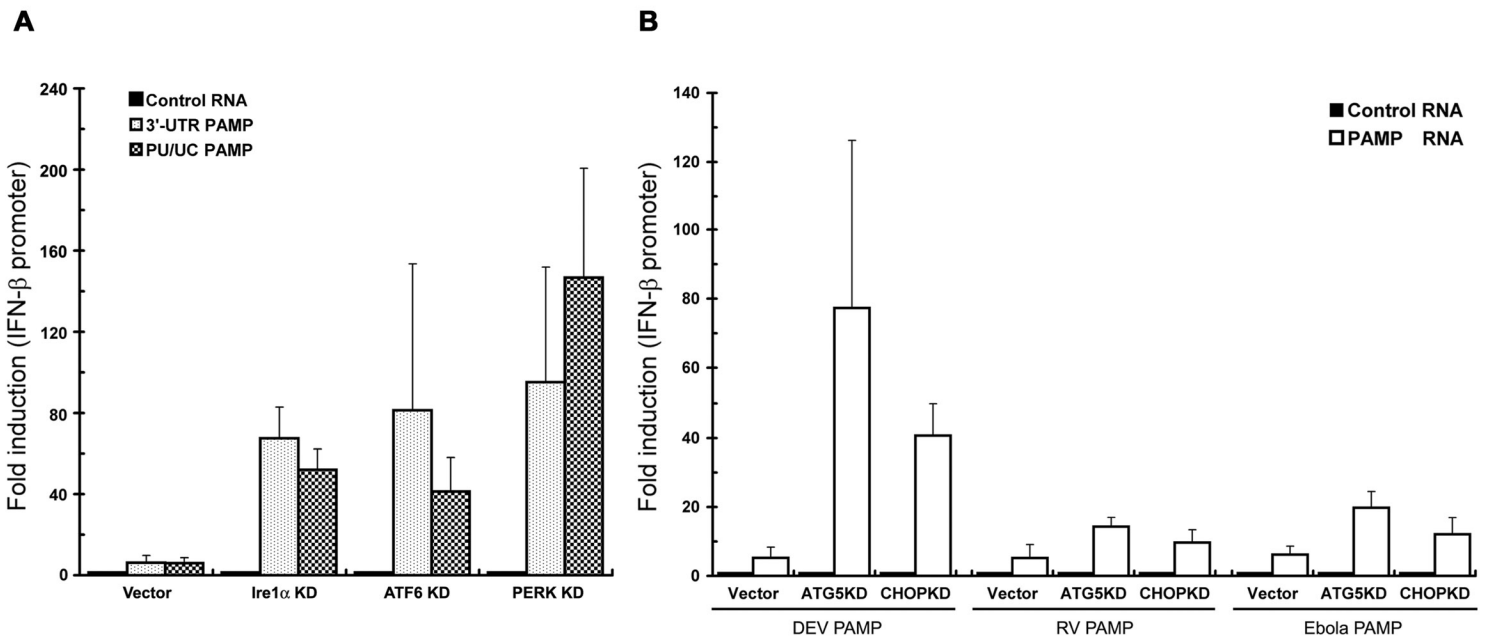 A
Fold induction (IFN-β promoter)
240
200
160
120
80
40
0
Control RNA
3'-UTR PAMP
PU/UC PAMP
Vector
Ire1α KD
ATF6 KD
PERK KD
B
Fold induction (IFN-β promoter)
140
120
100
80
60
40
20
0
Control RNA
PAMP RNA
Vector ATG5KD CHOPKD
DEV PAMP
Vector ATG5KD CHOPKD
RV PAMP
Vector ATG5KD CHOPKD
Ebola PAMP